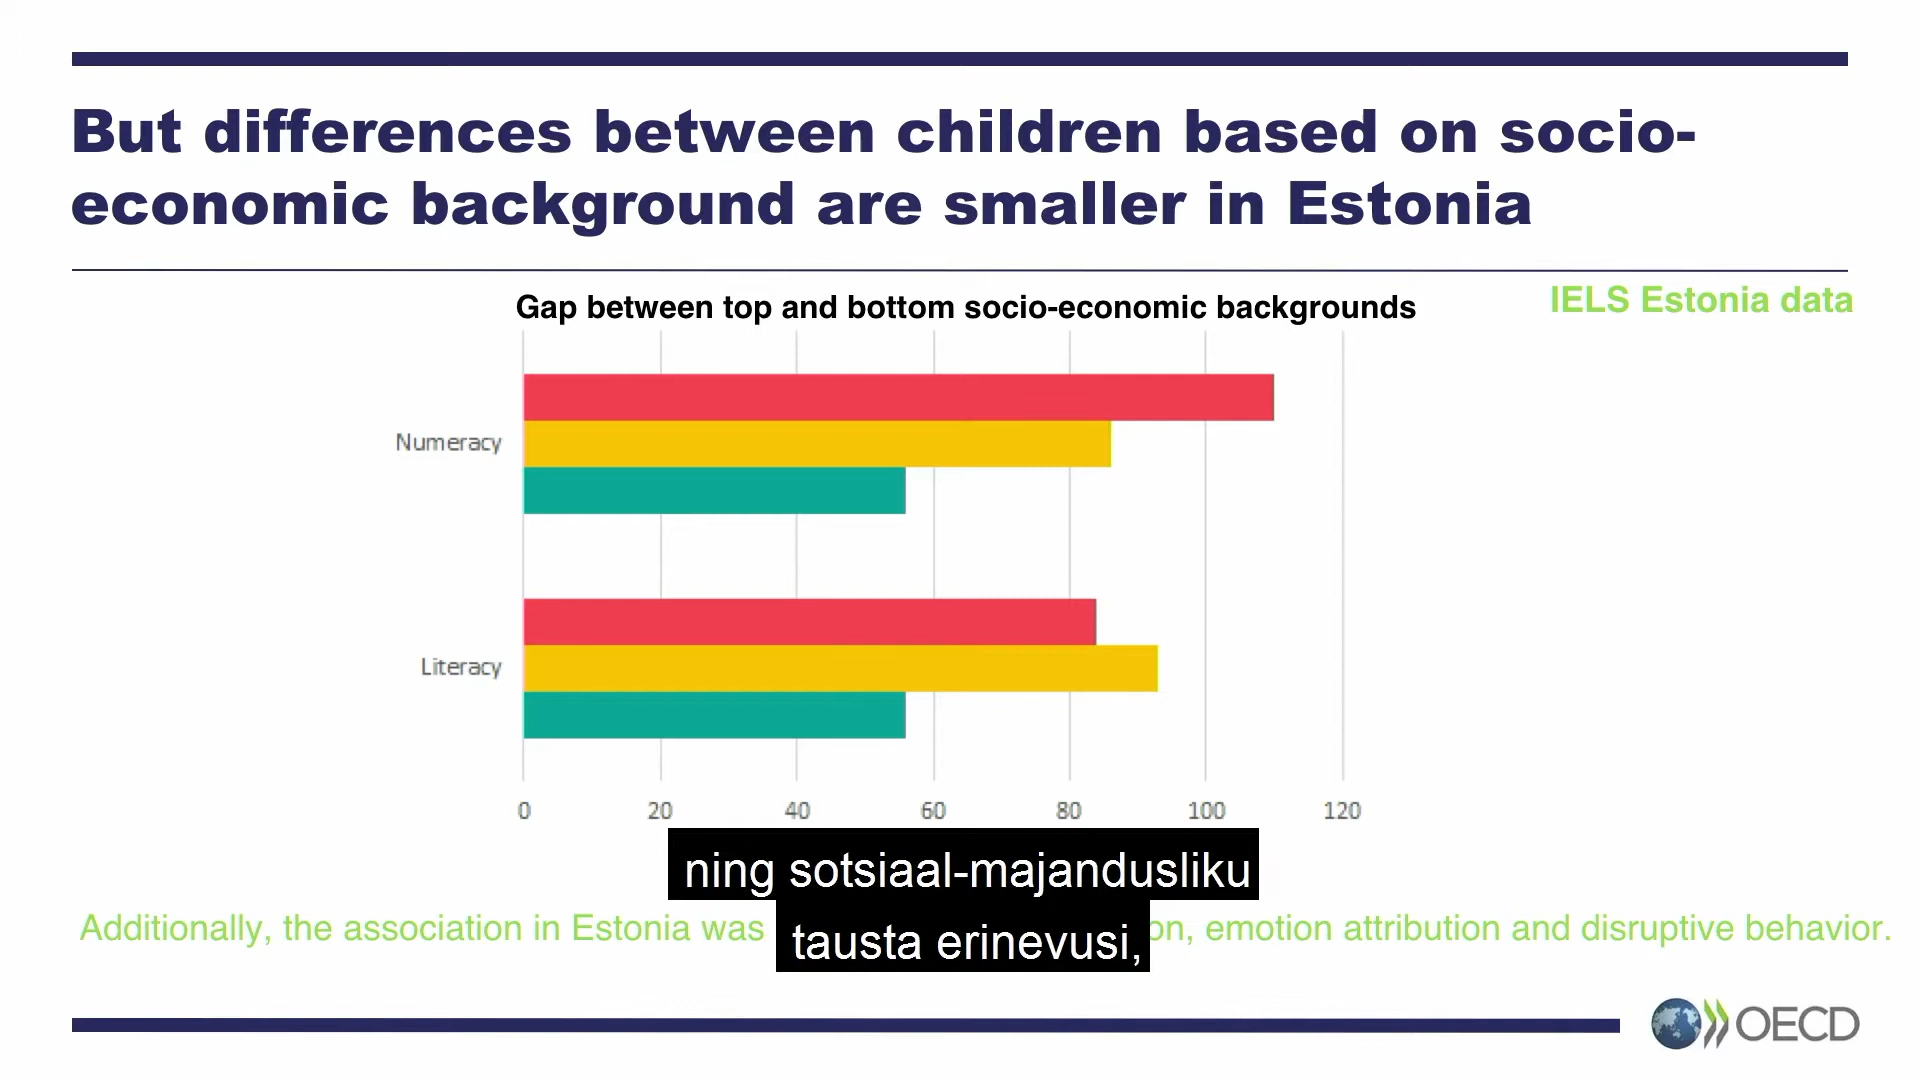 But differences between children based on socio-
economic background are smaller in Estonia
Gap between top and bottom socio-economic backgrounds
IELS Estonia data
Numeracy
Literacy
0 20 40 60 80 100 120
ning sotsiaal-majandusliku
Additionally, the association in Estonia was emotion attribution and disruptive behavior.
tausta erinevusi,
OECD